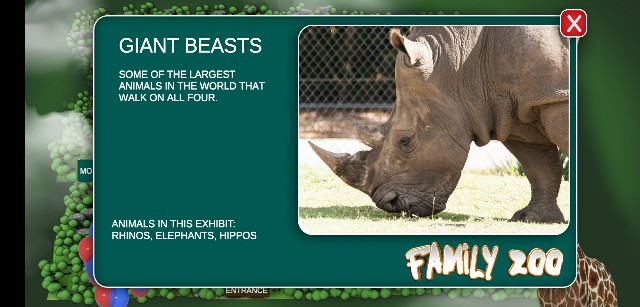 GIANT BEASTS
SOME OF THE LARGEST
ANIMALS IN THE WORLD THAT
WALK ON ALL FOUR.
MO
ANIMALS IN THIS EXHIBIT:
RHINOS, ELEPHANTS, HIPPOS
FAMILY ZOO
ENTRANCE
X